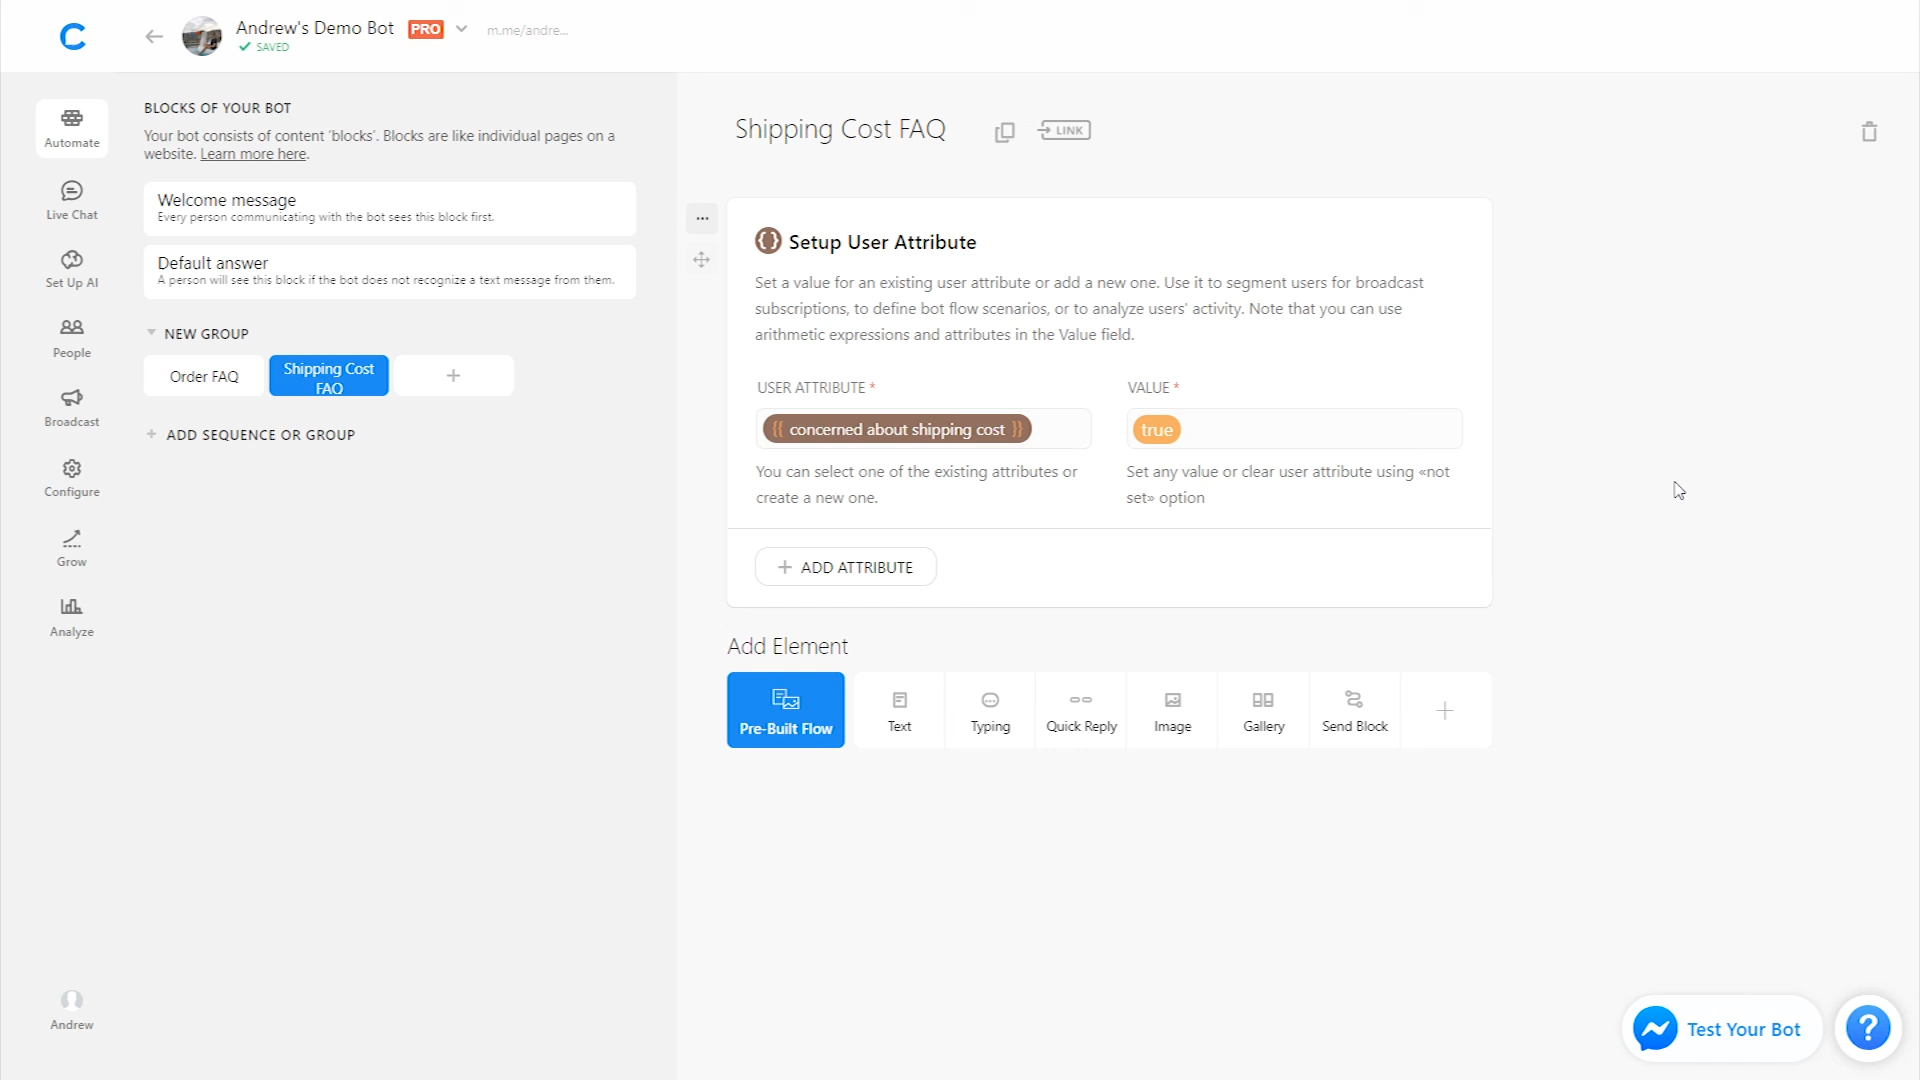 Andrew's Demo Bot PRO m.me/andre...
SAVED
Automate
Live Chat
Set Up AI
People
Broadcast
Configure
Grow
Analyze
Andrew
BLOCKS OF YOUR BOT
Your bot consists of content 'blocks'. Blocks are like individual pages on a
website. Learn more here.
Welcome message
Every person communicating with the bot sees this block first.
Default answer
A person will see this block if the bot does not recognize a text message from them.
NEW GROUP
Order FAQ
Shipping Cost
FAQ
+
+ ADD SEQUENCE OR GROUP
Shipping Cost FAQ
LINK
...
{} Setup User Attribute
Set a value for an existing user attribute or add a new one. Use it to segment users for broadcast
subscriptions, to define bot flow scenarios, or to analyze users' activity. Note that you can use
arithmetic expressions and attributes in the Value field.
USER ATTRIBUTE *
{{ concerned about shipping cost }}
You can select one of the existing attributes or
create a new one.
VALUE *
true
Set any value or clear user attribute using «not
set» option
+ ADD ATTRIBUTE
Add Element
Pre-Built Flow
Text
Typing
Quick Reply
Image
Gallery
Send Block
+
Test Your Bot
?